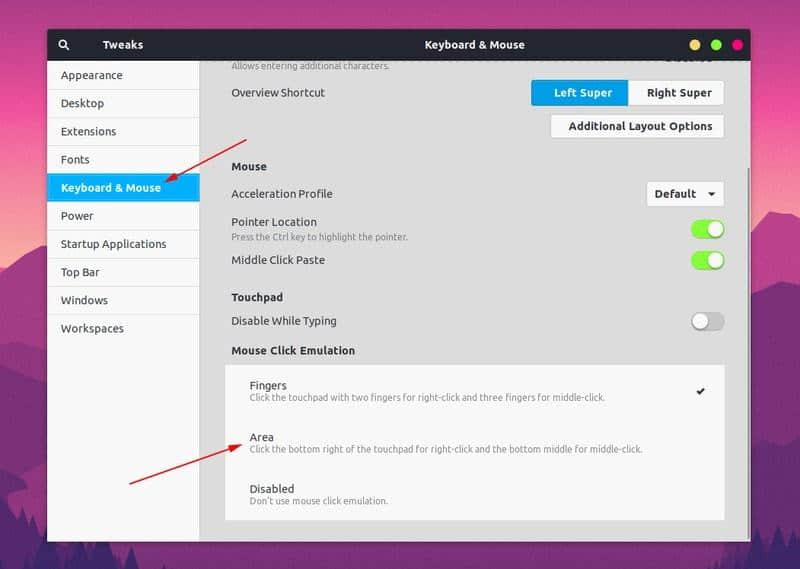 Tweaks
Keyboard & Mouse
Appearance
Desktop
Extensions
Fonts
Keyboard & Mouse
Power
Startup Applications
Top Bar
Windows
Workspaces
Allows entering additional characters.
Overview Shortcut
Left Super
Right Super
Additional Layout Options
Mouse
Acceleration Profile
Default
Pointer Location
Press the Ctrl key to highlight the pointer.
Middle Click Paste
Touchpad
Disable While Typing
Mouse Click Emulation
Fingers
Click the touchpad with two fingers for right-click and three fingers for middle-click.
Area
Click the bottom right of the touchpad for right-click and the bottom middle for middle-click.
Disabled
Don't use mouse click emulation.